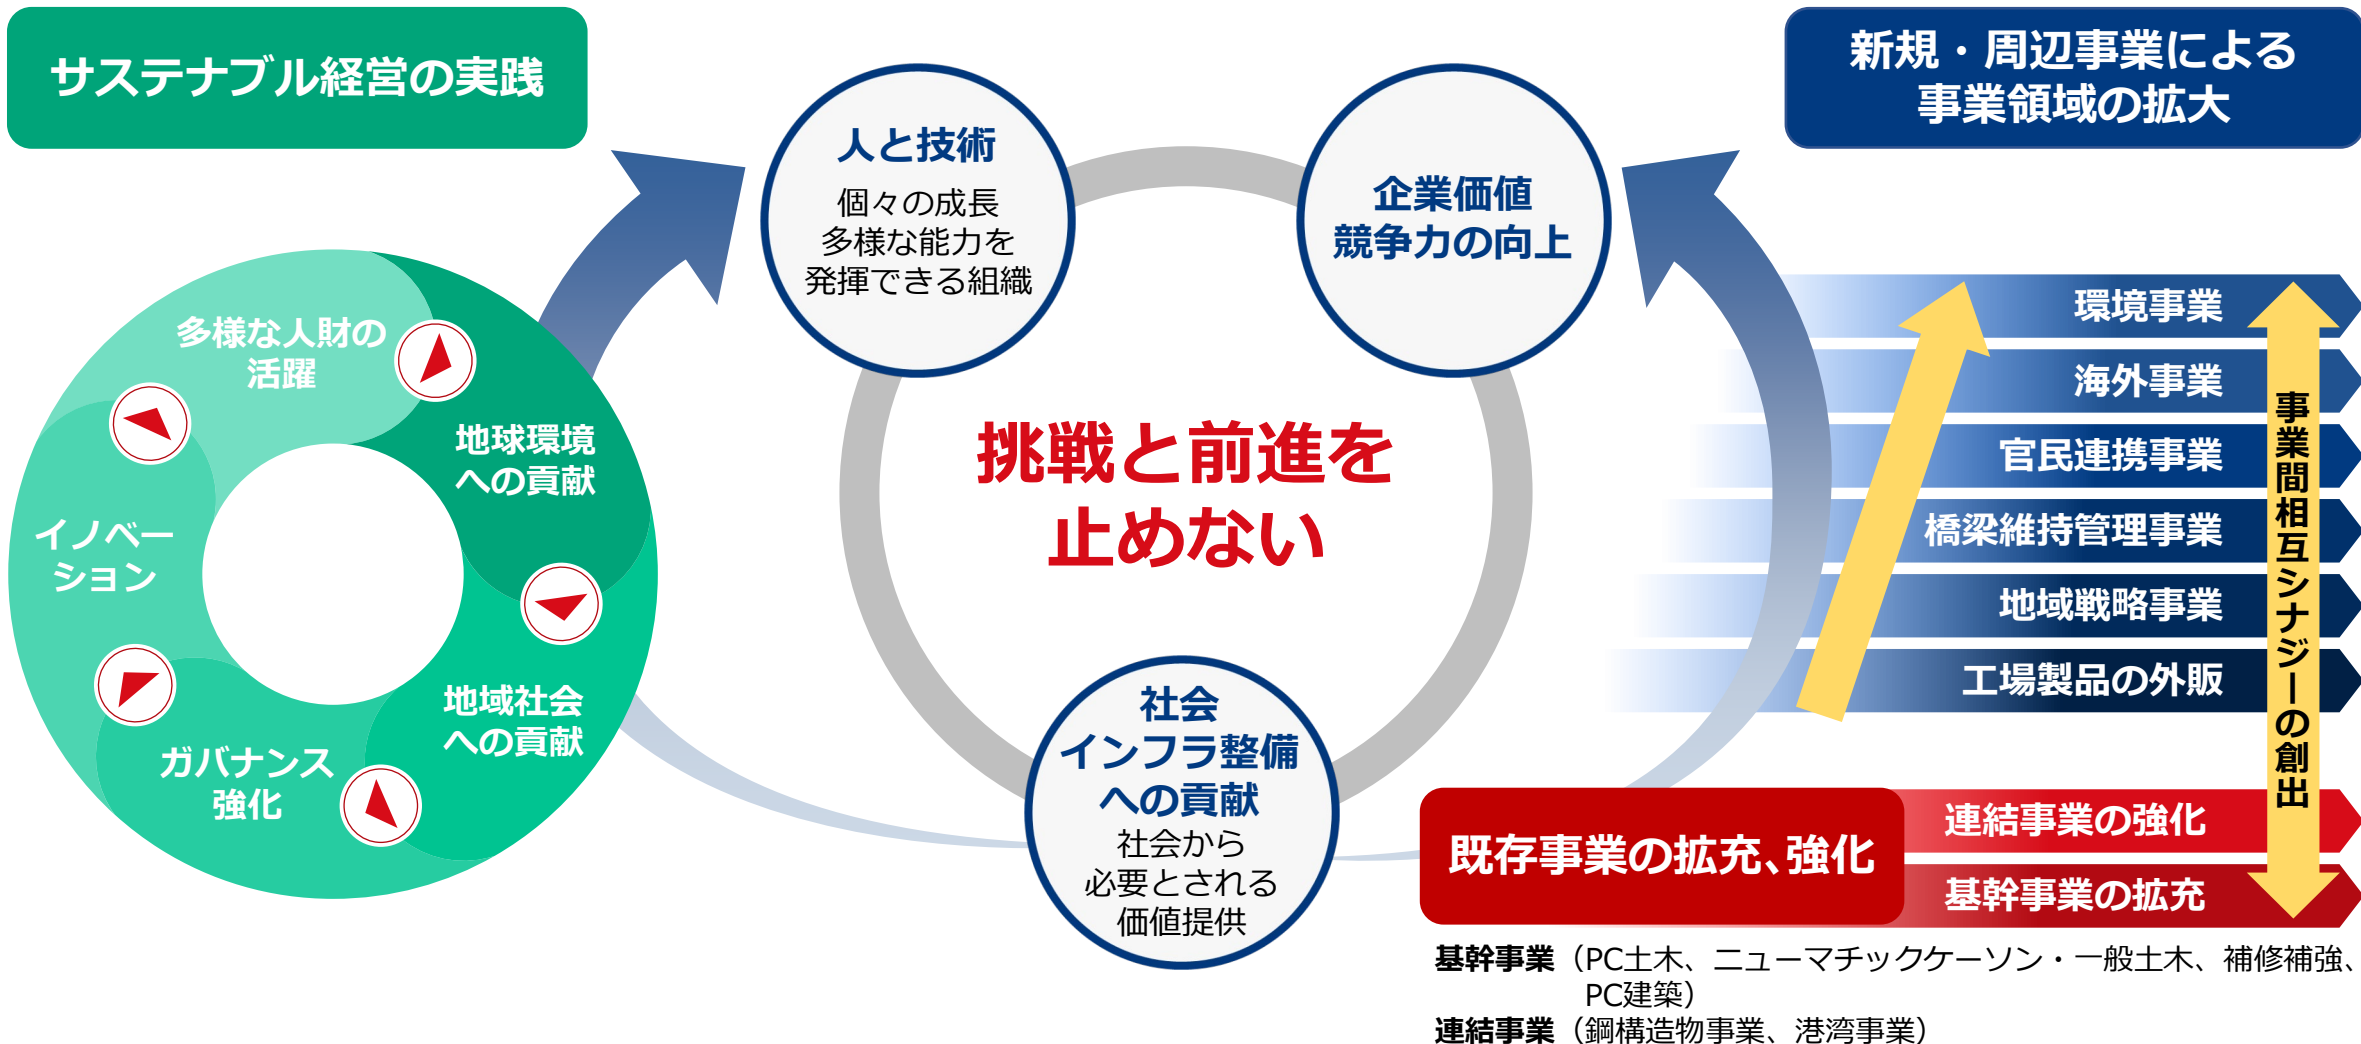 サステナブル経営の実践
多様な人財の
活躍
地球環境
への貢献
イノベー
ション
地域社会
への貢献
ガバナンス
強化
人と技術
個々の成長
多様な能力を
発揮できる組織
企業価値
競争力の向上
挑戦と前進を
止めない
社会
インフラ整備
への貢献
社会から
必要とされる
価値提供
新規・周辺事業による
事業領域の拡大
環境事業
海外事業
官民連携事業
橋梁維持管理事業
地域戦略事業
工場製品の外販
事業間相互シナジーの創出
既存事業の拡充、強化
連結事業の強化
基幹事業の拡充
基幹事業（PC土木、ニューマチックケーソン・一般土木、補修補強、
PC建築）
連結事業（鋼構造物事業、港湾事業）